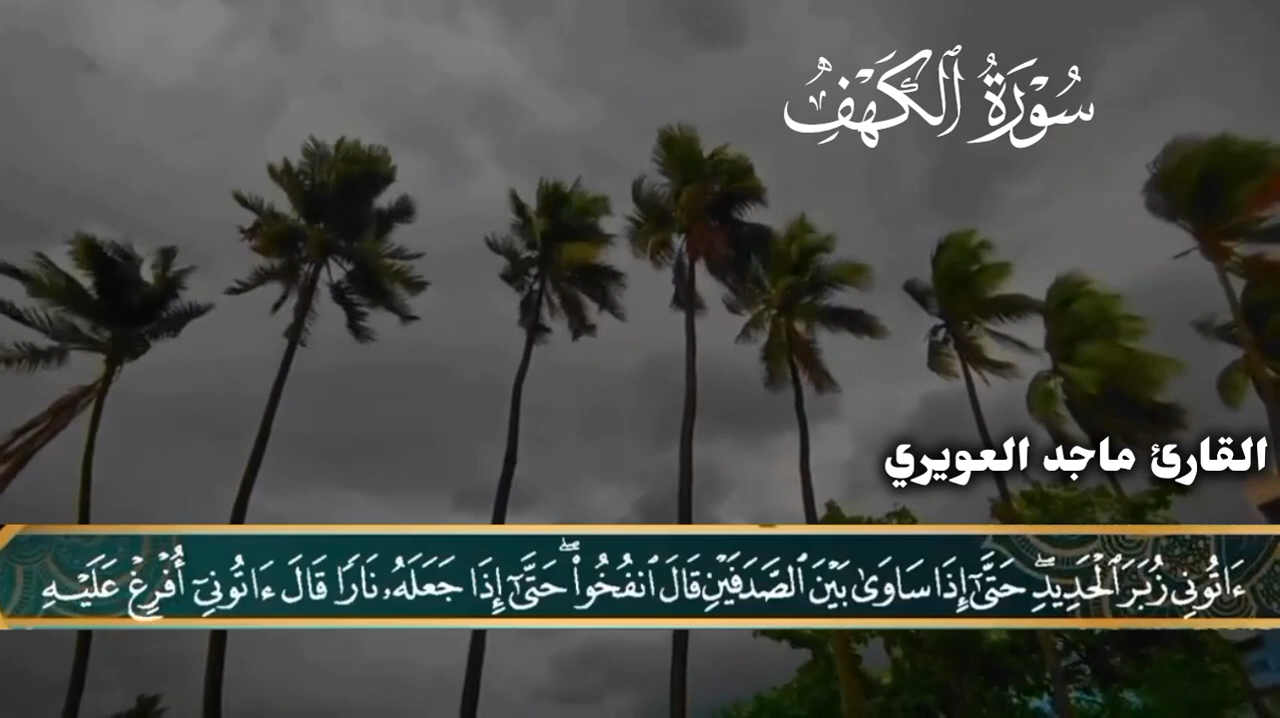 سُورَةُ ٱلْكَهْفِ
القارئ ماجد العويري
ءَاتُونِي زُبَرَ ٱلْحَدِيدِۖ حَتَّىٰٓ إِذَا سَاوَىٰ بَيْنَ ٱلصَّدَفَيْنِ قَالَ ٱنفُخُوا۟ۖ حَتَّىٰٓ إِذَا جَعَلَهُۥ نَارًا قَالَ ءَاتُونِيٓ أُفْرِغْ عَلَيْهِ